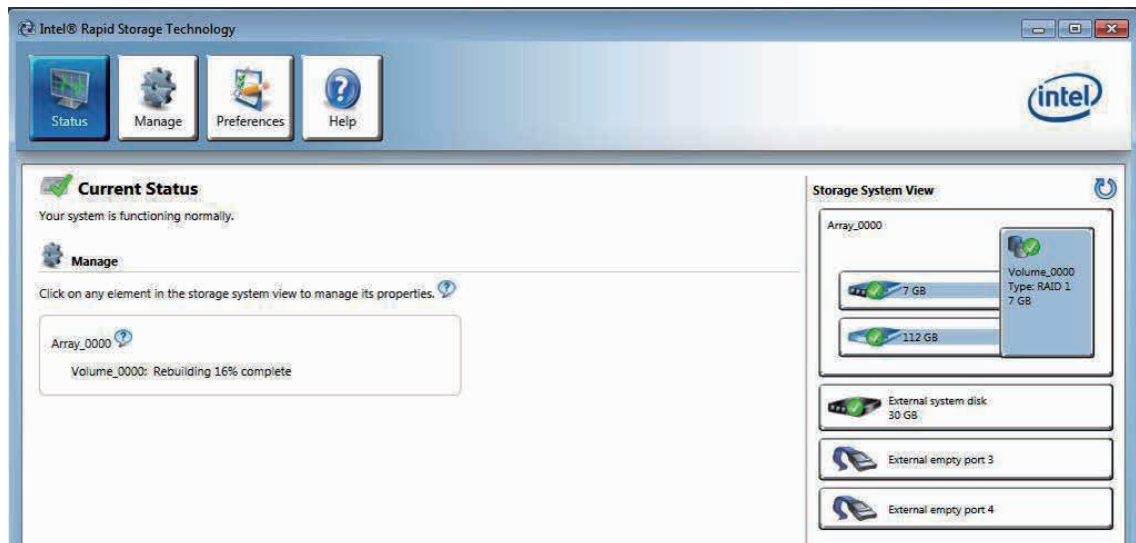 Intel® Rapid Storage Technology
Status
Manage
Preferences
Help
intel
Current Status
Your system is functioning normally.
Manage
Click on any element in the storage system view to manage its properties.
Array_0000
Volume_0000: Rebuilding 16% complete
Storage System View
Array_0000
7 GB
112 GB
Volume_0000
Type: RAID 1
7 GB
External system disk
30 GB
External empty port 3
External empty port 4